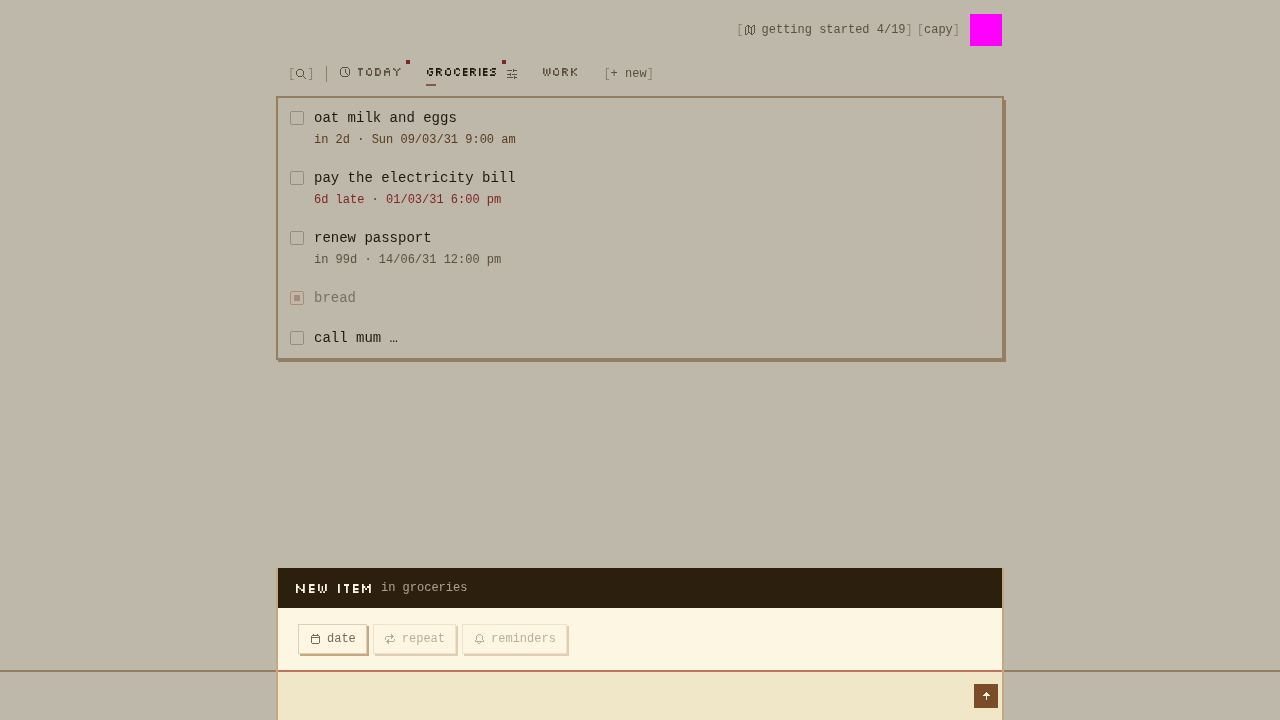 [getting started 4/19] [capy]
[ ] TODAY GROCERIES WORK [+ new]
oat milk and eggs
in 2d · Sun 09/03/31 9:00 am
pay the electricity bill
6d late · 01/03/31 6:00 pm
renew passport
in 99d · 14/06/31 12:00 pm
bread
call mum …
NEW ITEM in groceries
date repeat reminders